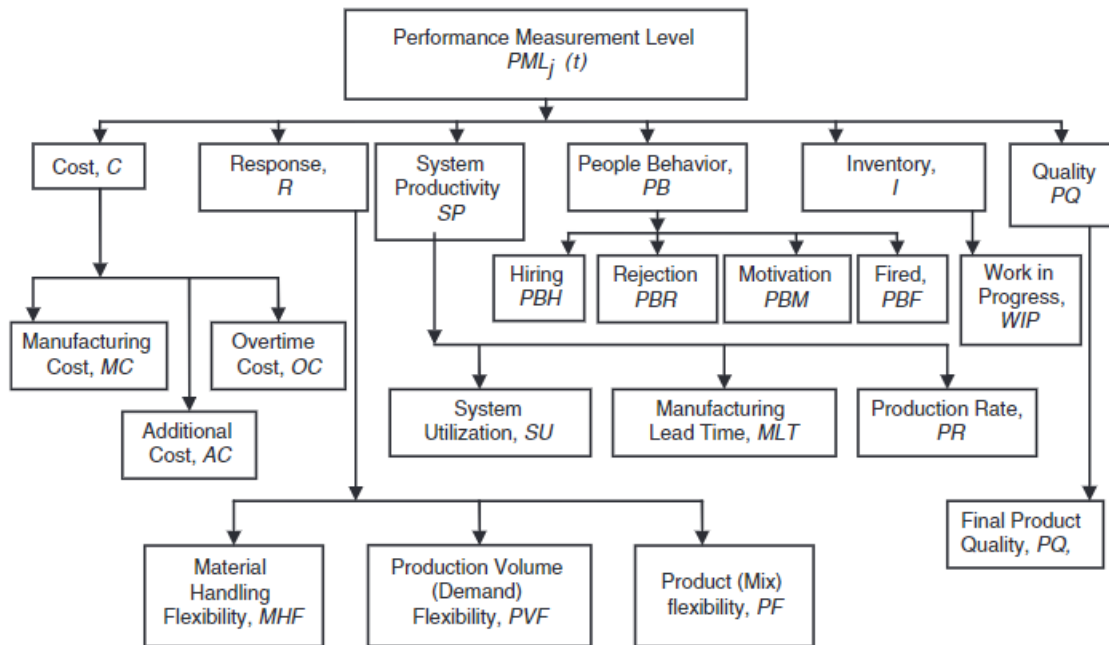 Performance Measurement Level
PMLj (t)
Cost, C
Response,
R
System
Productivity
SP
People Behavior,
PB
Inventory,
I
Quality
PQ
Hiring
PBH
Rejection
PBR
Motivation
PBM
Fired,
PBF
Work in
Progress,
WIP
Manufacturing
Cost, MC
Overtime
Cost, OC
Additional
Cost, AC
System
Utilization, SU
Manufacturing
Lead Time, MLT
Production Rate,
PR
Final Product
Quality, PQ,
Material
Handling
Flexibility, MHF
Production Volume
(Demand)
Flexibility, PVF
Product (Mix)
flexibility, PF